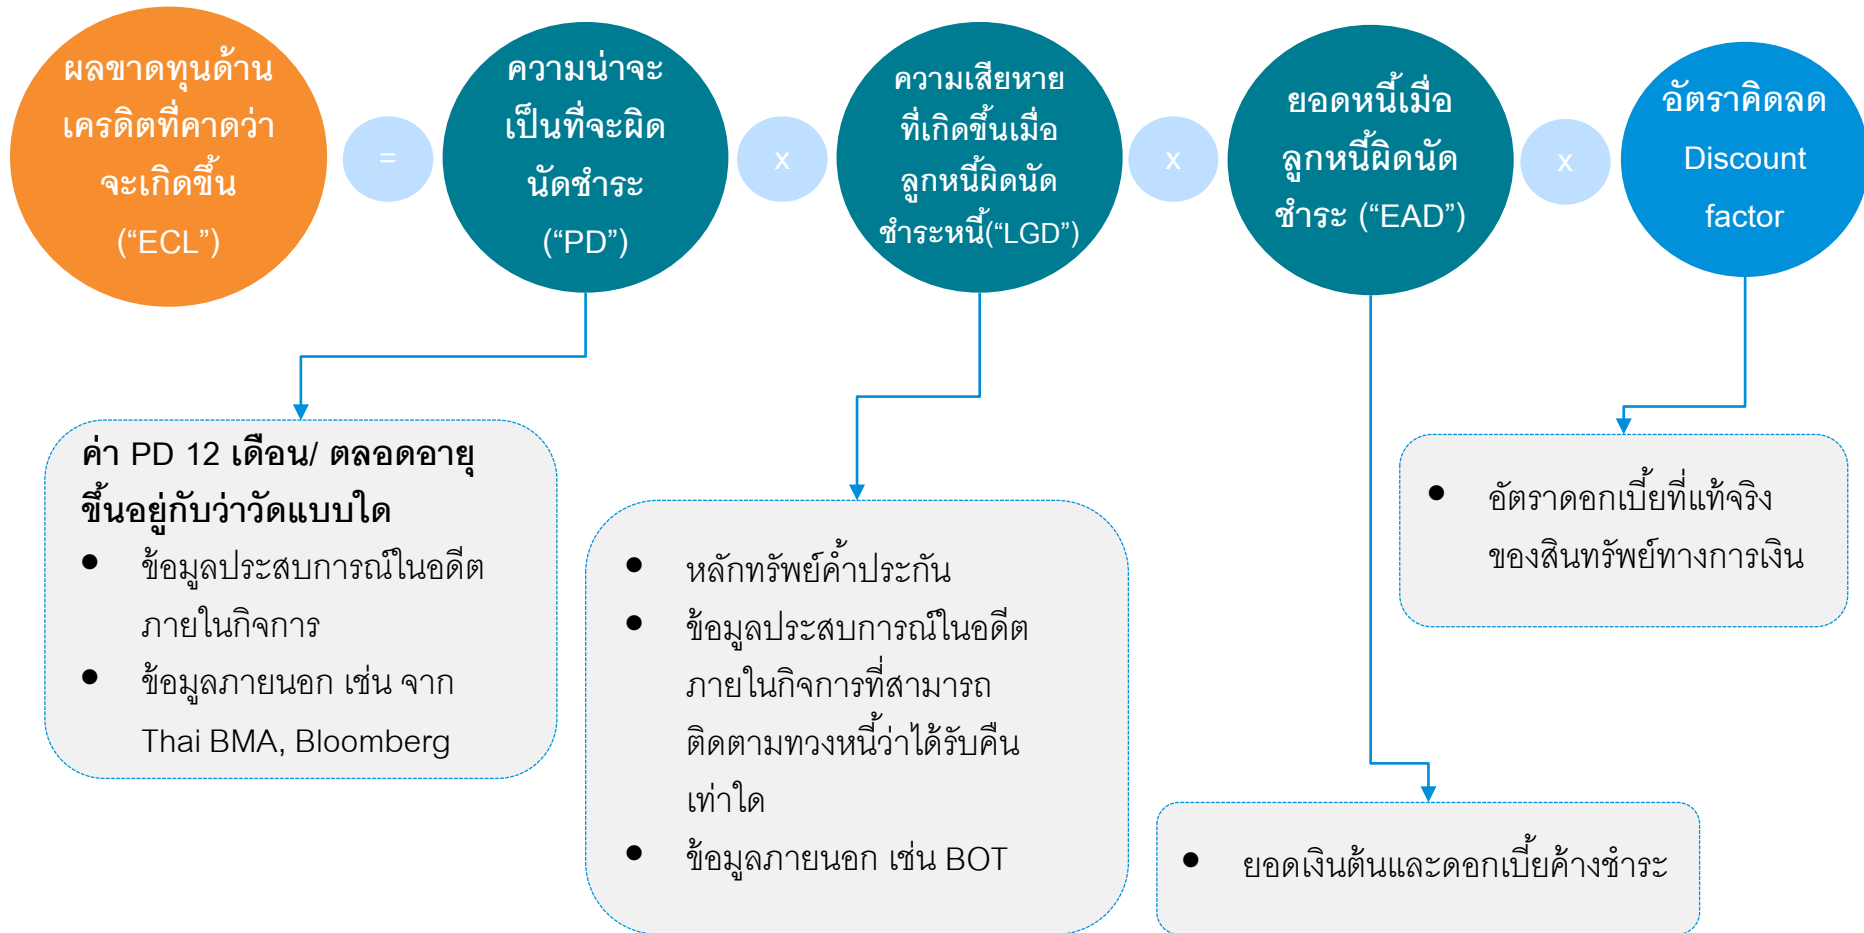 ผลขาดทุนด้าน
เครดิตที่คาดว่า
จะเกิดขึ้น
(“ECL”)
=
ความน่าจะ
เป็นที่จะผิด
นัดชำระ
(“PD”)
x
ความเสียหาย
ที่เกิดขึ้นเมื่อ
ลูกหนี้ผิดนัด
ชำระหนี้(“LGD”)
x
ยอดหนี้เมื่อ
ลูกหนี้ผิดนัด
ชำระ (“EAD”)
x
อัตราคิดลด
Discount
factor
ค่า PD 12 เดือน/ ตลอดอายุ
ขึ้นอยู่กับว่าวัดแบบใด
● ข้อมูลประสบการณ์ในอดีต
ภายในกิจการ
● ข้อมูลภายนอก เช่น จาก
Thai BMA, Bloomberg
● หลักทรัพย์ค้ำประกัน
● ข้อมูลประสบการณ์ในอดีต
ภายในกิจการที่สามารถ
ติดตามทวงหนี้ว่าได้รับคืน
เท่าใด
● ข้อมูลภายนอก เช่น BOT
● ยอดเงินต้นและดอกเบี้ยค้างชำระ
● อัตราดอกเบี้ยที่แท้จริง
ของสินทรัพย์ทางการเงิน